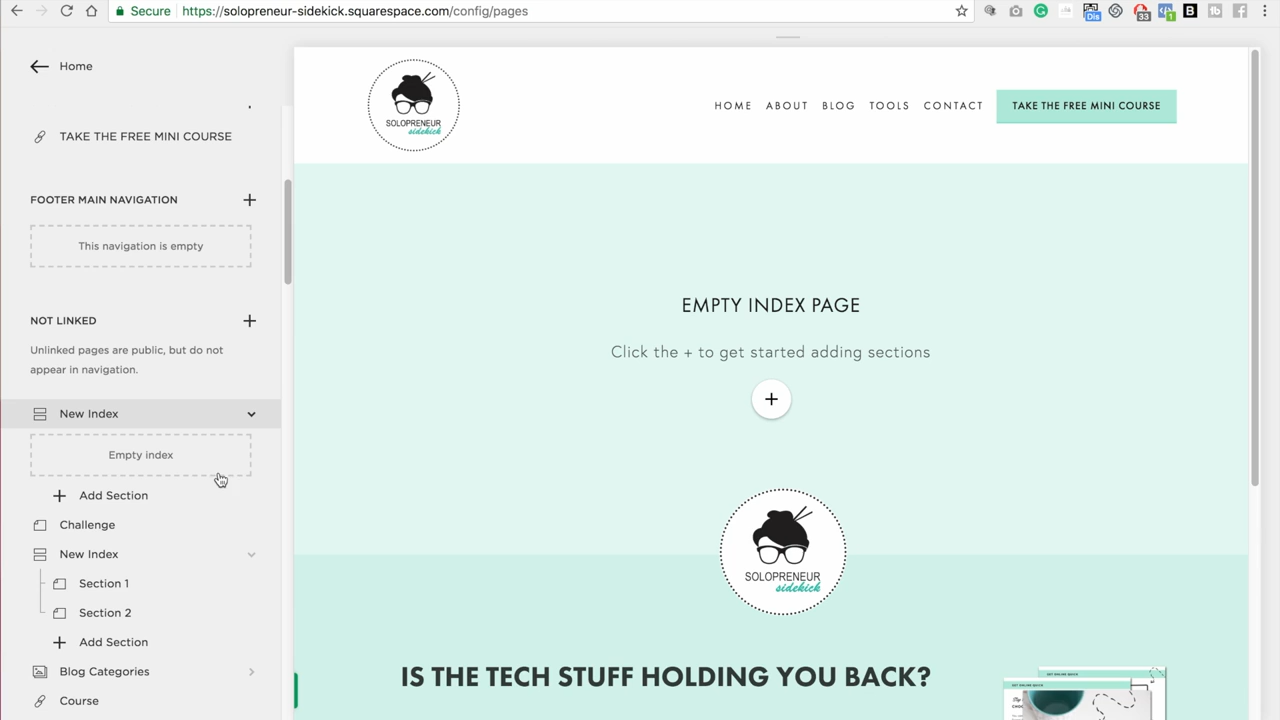 Secure https://solopreneur-sidekick.squarespace.com/config/pages
Dis
33
1
B
Home
TAKE THE FREE MINI COURSE
FOOTER MAIN NAVIGATION
This navigation is empty
NOT LINKED
Unlinked pages are public, but do not
appear in navigation.
New Index
Empty index
Add Section
Challenge
New Index
Section 1
Section 2
Add Section
Blog Categories
Course
SOLOPRENEUR
sidekick
HOME ABOUT BLOG TOOLS CONTACT TAKE THE FREE MINI COURSE
EMPTY INDEX PAGE
Click the + to get started adding sections
SOLOPRENEUR
sidekick
IS THE TECH STUFF HOLDING YOU BACK?